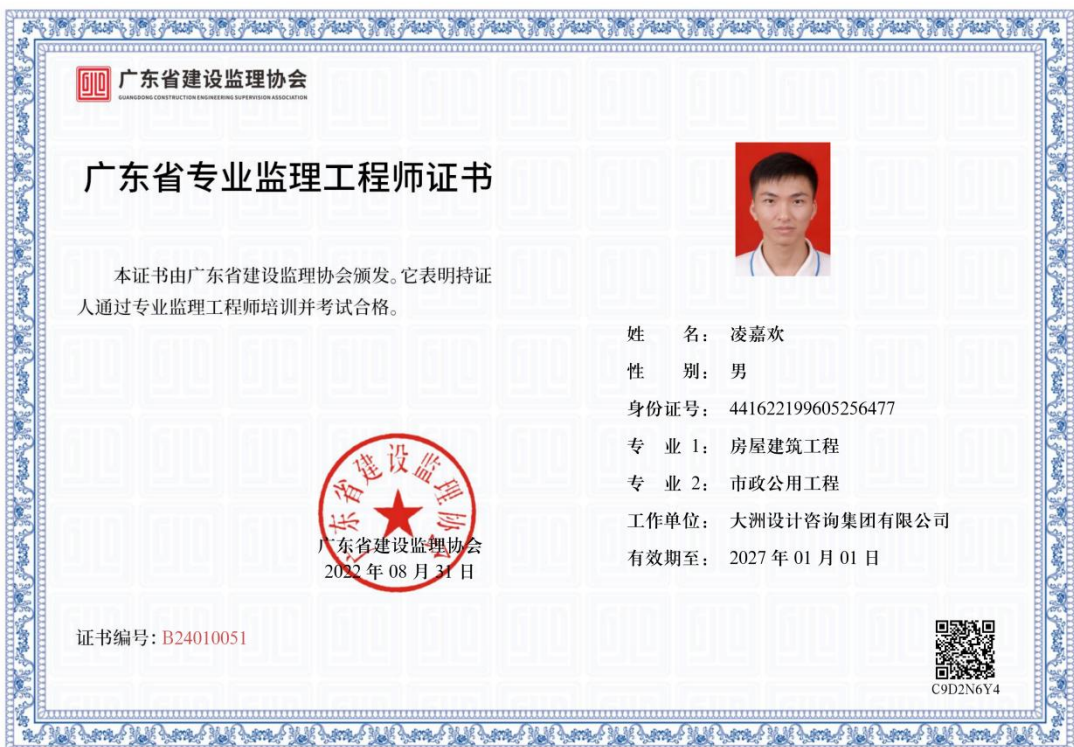 广东省建设监理协会
GUANGDONG CONSTRUCTION ENGINEERING SUPERVISION ASSOCIATION
广东省专业监理工程师证书
本证书由广东省建设监理协会颁发。它表明持证
人通过专业监理工程师培训并考试合格。
姓 名： 凌嘉欢
性 别： 男
身份证号： 441622199605256477
专 业 1： 房屋建筑工程
专 业 2： 市政公用工程
工作单位： 大洲设计咨询集团有限公司
有效期至： 2027 年 01 月 01 日
广东省建设监理协会
广东省建设监理协会
2022 年 08 月 31 日
证书编号：B24010051
C9D2N6Y4